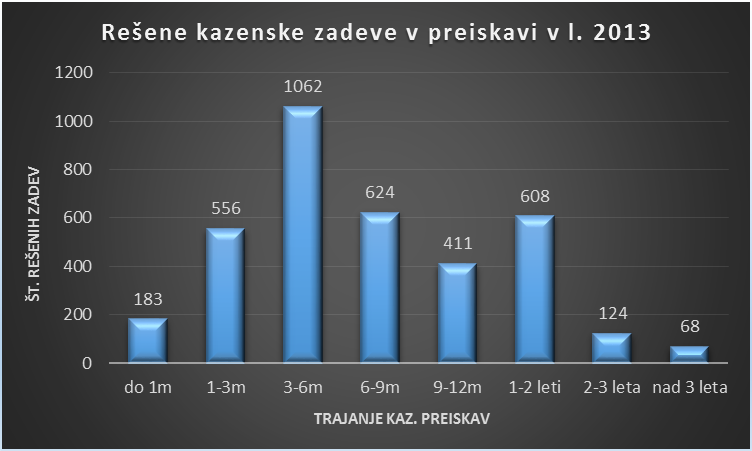 Rešene kazenske zadeve v preiskavi v l. 2013
ŠT. REŠENIH ZADEV
1200
1000
800
600
400
200
0
183
556
1062
624
411
608
124
68
do 1m
1-3m
3-6m
6-9m
9-12m
1-2 leti
2-3 leta
nad 3 leta
TRAJANJE KAZ. PREISKAV